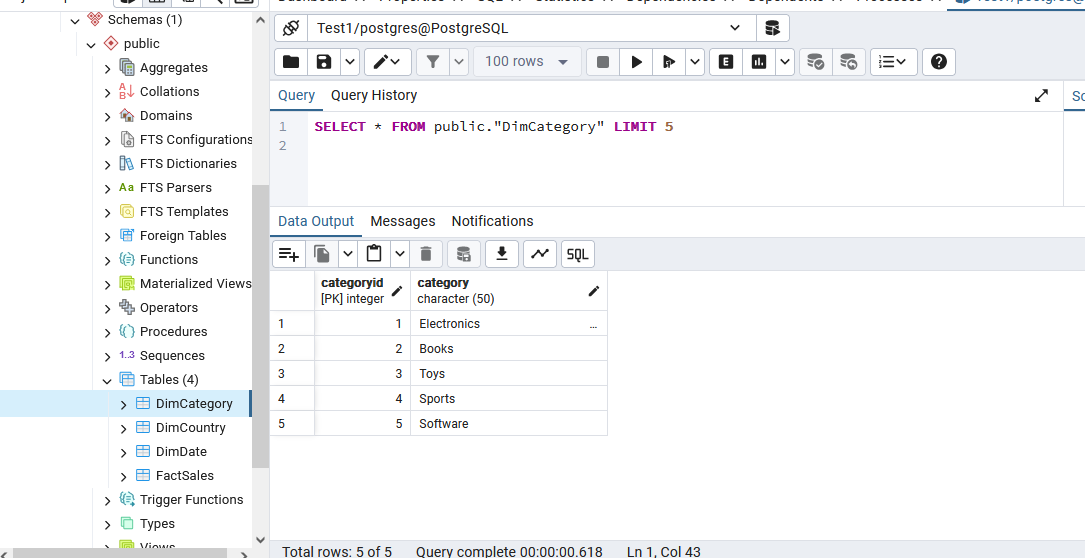 Schemas (1)
public
Aggregates
Collations
Domains
FTS Configurations
FTS Dictionaries
Aa FTS Parsers
FTS Templates
Foreign Tables
Functions
Materialized Views
Operators
Procedures
1.3 Sequences
Tables (4)
DimCategory
DimCountry
DimDate
FactSales
Trigger Functions
Types
Views
Test1/postgres@PostgreSQL
100 rows
E
Query Query History
1 SELECT * FROM public."DimCategory" LIMIT 5
2
Data Output Messages Notifications
SQL
categoryid category
[PK] integer character (50)
1 1 Electronics ...
2 2 Books
3 3 Toys
4 4 Sports
5 5 Software
Total rows: 5 of 5 Query complete 00:00:00.618 Ln 1, Col 43